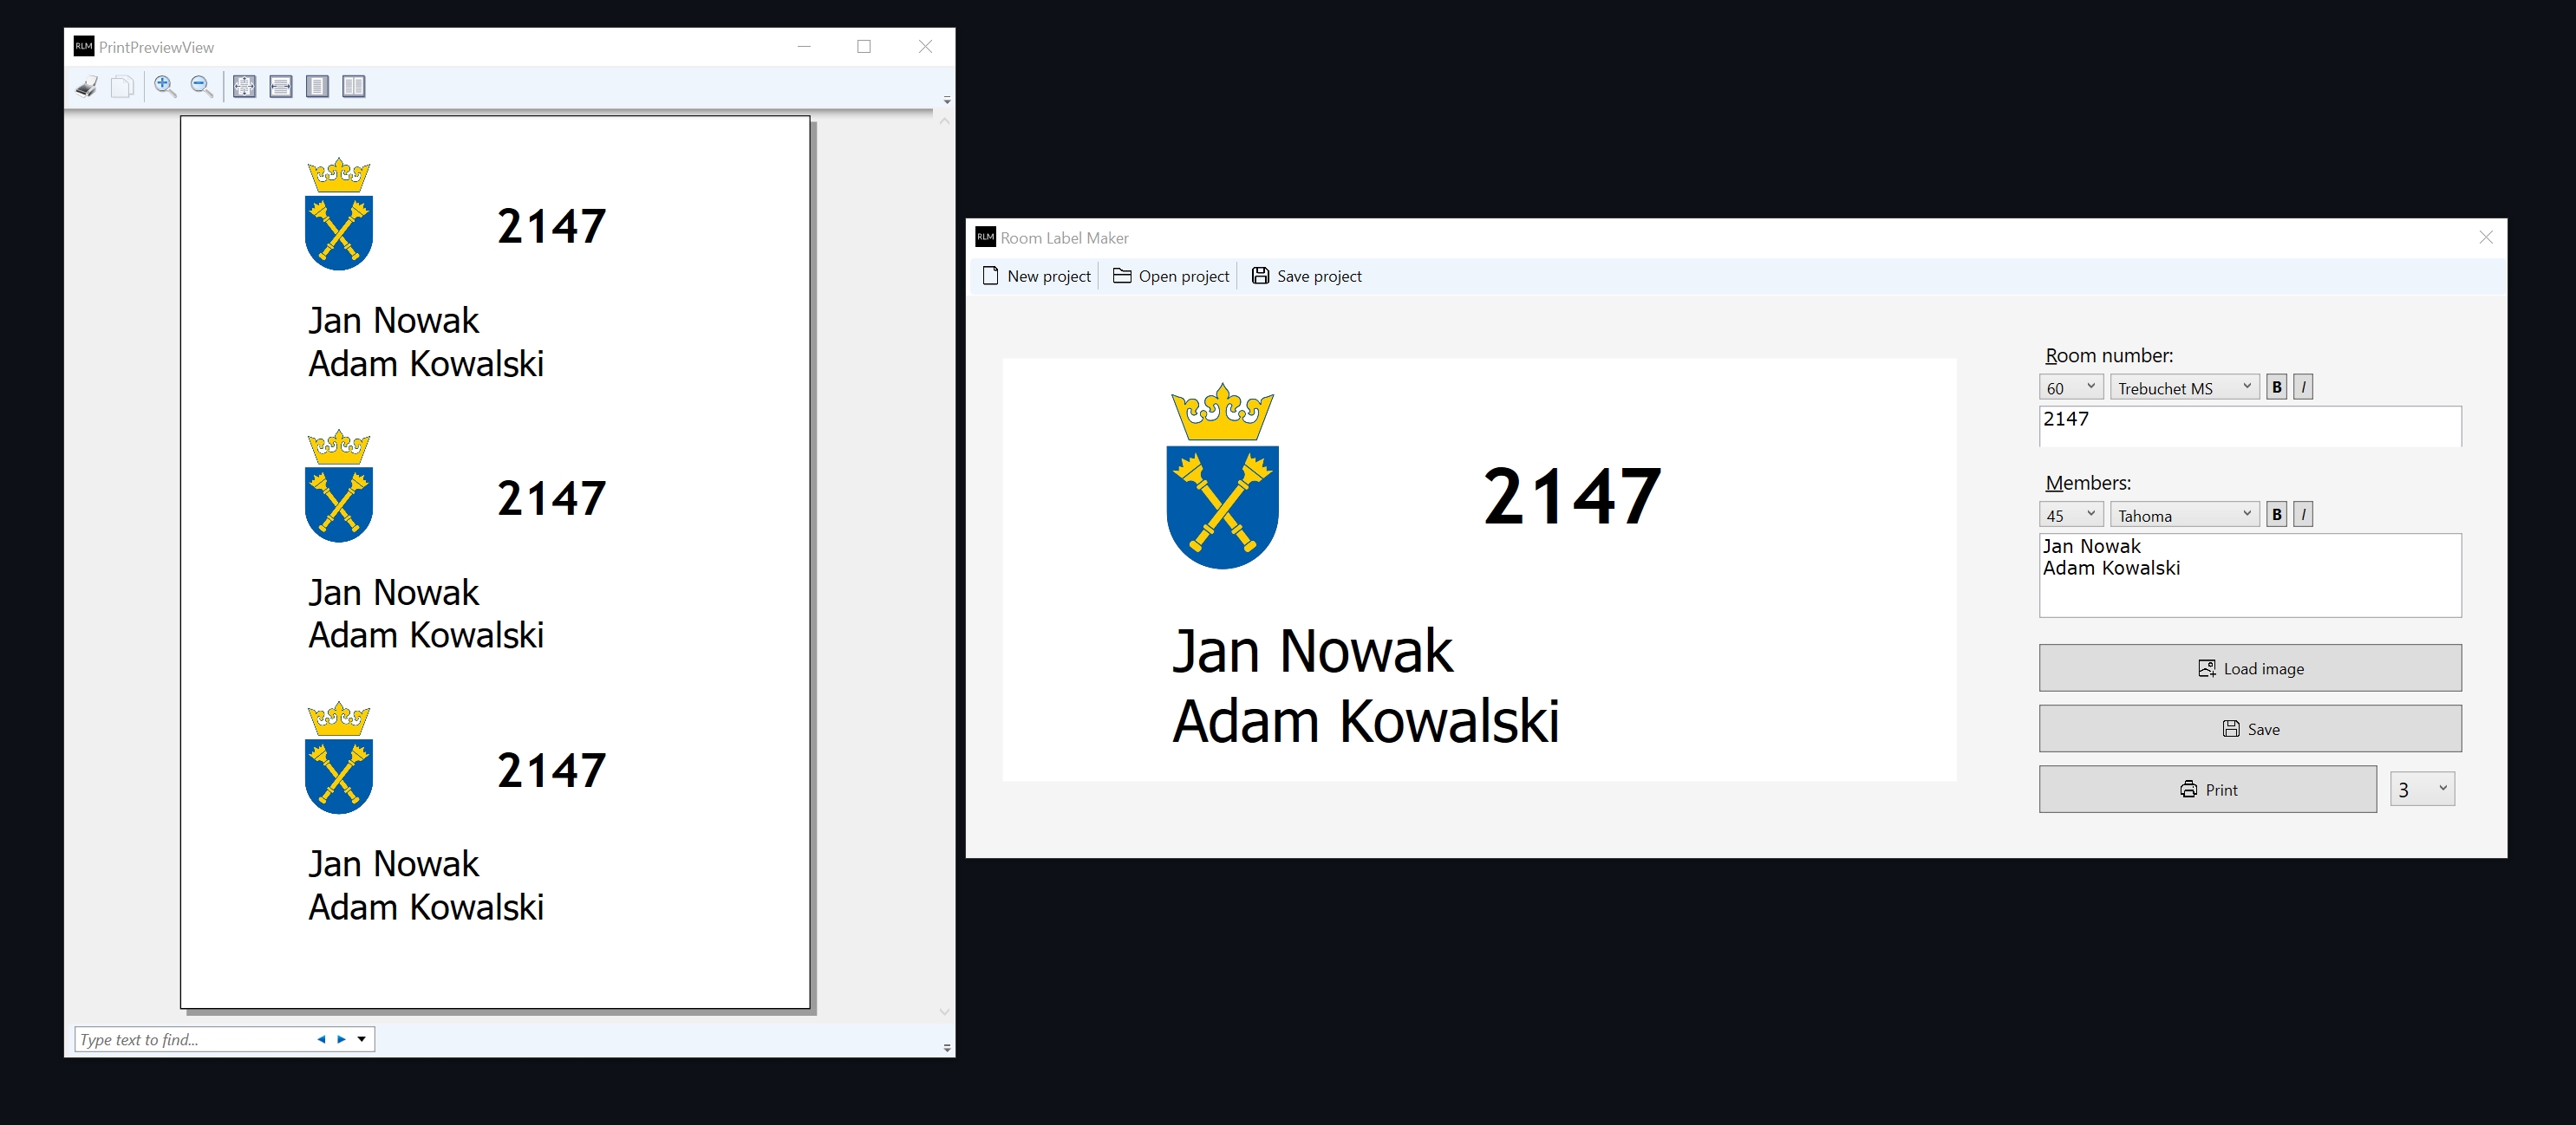 RLM PrintPreviewView
2147
Jan Nowak
Adam Kowalski
2147
Jan Nowak
Adam Kowalski
2147
Jan Nowak
Adam Kowalski
Type text to find...
RLM Room Label Maker
New project Open project Save project
2147
Jan Nowak
Adam Kowalski
Room number:
60 Trebuchet MS B I
2147
Members:
45 Tahoma B I
Jan Nowak
Adam Kowalski
Load image
Save
Print 3